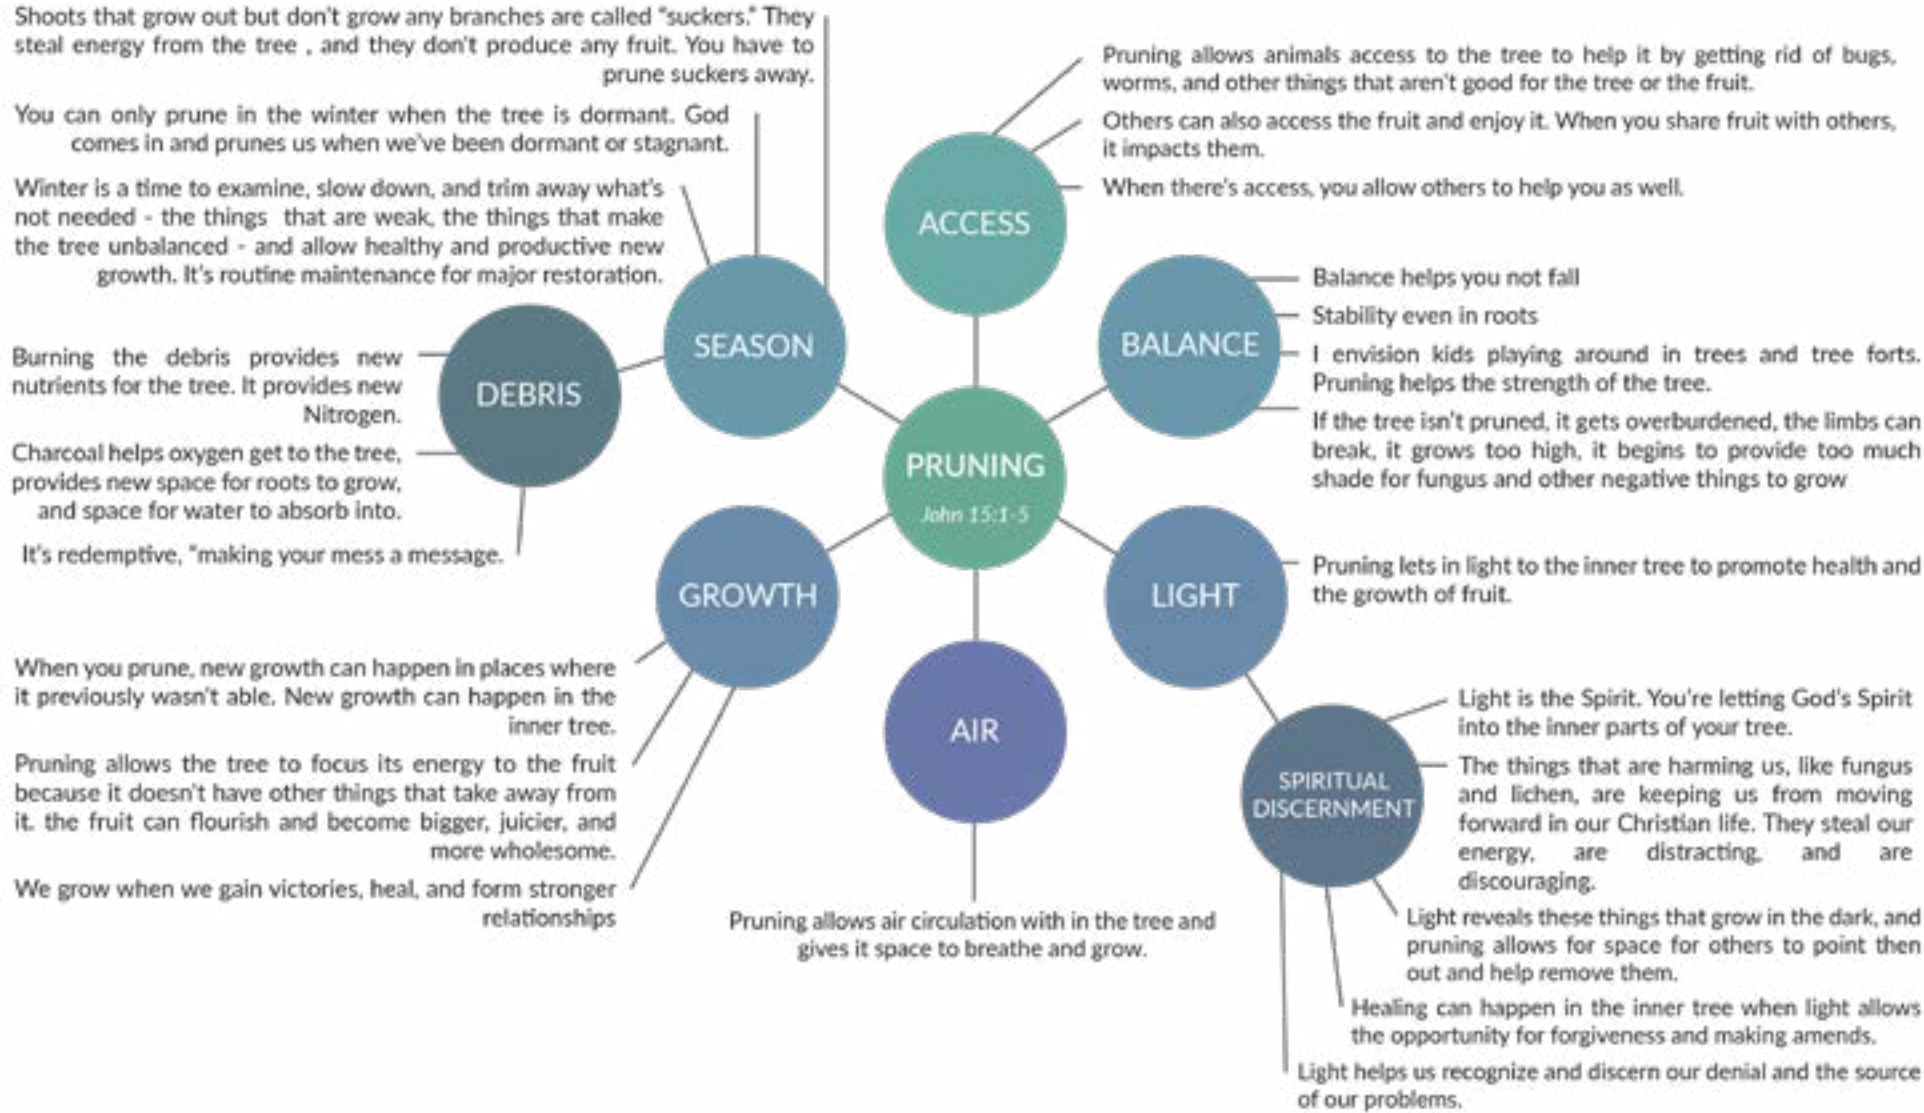 Shoots that grow out but don't grow any branches are called "suckers." They
steal energy from the tree , and they don't produce any fruit. You have to
prune suckers away.
You can only prune in the winter when the tree is dormant. God
comes in and prunes us when we've been dormant or stagnant.
Winter is a time to examine, slow down, and trim away what's
not needed - the things that are weak, the things that make
the tree unbalanced - and allow healthy and productive new
growth. It's routine maintenance for major restoration.
SEASON
DEBRIS
Burning the debris provides new
nutrients for the tree. It provides new
Nitrogen.
Charcoal helps oxygen get to the tree,
provides new space for roots to grow,
and space for water to absorb into.
It's redemptive, "making your mess a message.
ACCESS
Pruning allows animals access to the tree to help it by getting rid of bugs,
worms, and other things that aren't good for the tree or the fruit.
Others can also access the fruit and enjoy it. When you share fruit with others,
it impacts them.
When there's access, you allow others to help you as well.
BALANCE
Balance helps you not fall
Stability even in roots
I envision kids playing around in trees and tree forts.
Pruning helps the strength of the tree.
If the tree isn't pruned, it gets overburdened, the limbs can
break, it grows too high, it begins to provide too much
shade for fungus and other negative things to grow
PRUNING
John 15:1-5
GROWTH
When you prune, new growth can happen in places where
it previously wasn't able. New growth can happen in the
inner tree.
Pruning allows the tree to focus its energy to the fruit
because it doesn't have other things that take away from
it. the fruit can flourish and become bigger, juicier, and
more wholesome.
We grow when we gain victories, heal, and form stronger
relationships
AIR
Pruning allows air circulation with in the tree and
gives it space to breathe and grow.
LIGHT
Pruning lets in light to the inner tree to promote health and
the growth of fruit.
SPIRITUAL
DISCERNMENT
Light is the Spirit. You're letting God's Spirit
into the inner parts of your tree.
The things that are harming us, like fungus
and lichen, are keeping us from moving
forward in our Christian life. They steal our
energy, are distracting, and are
discouraging.
Light reveals these things that grow in the dark, and
pruning allows for space for others to point then
out and help remove them.
Healing can happen in the inner tree when light allows
the opportunity for forgiveness and making amends.
Light helps us recognize and discern our denial and the source
of our problems.